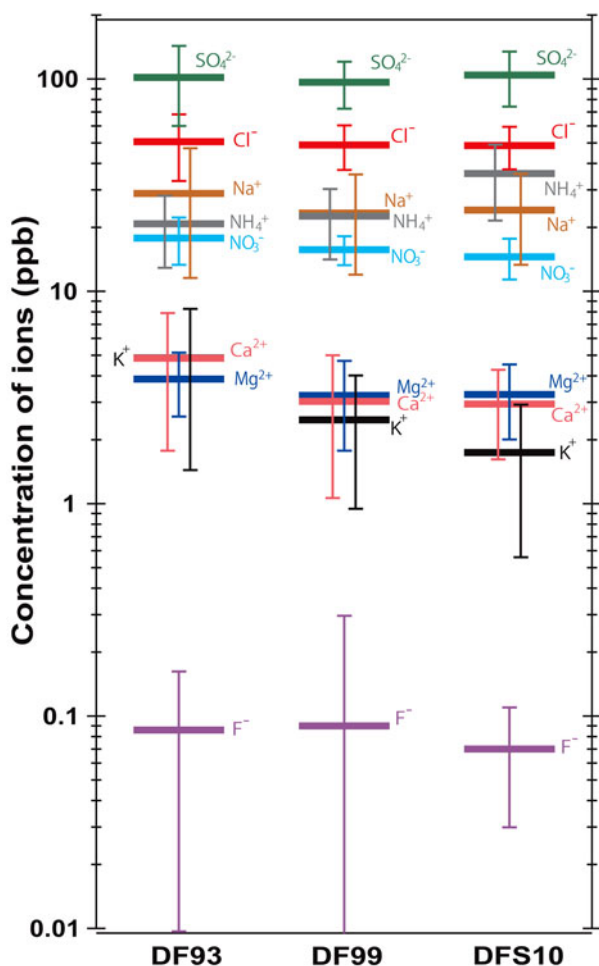 Concentration of ions (ppb)
100
10
1
0.1
0.01
SO₄²⁻
Cl⁻
Na⁺
NH₄⁺
NO₃⁻
K⁺
Ca²⁺
Mg²⁺
F⁻
SO₄²⁻
Cl⁻
Na⁺
NH₄⁺
NO₃⁻
Mg²⁺
Ca²⁺
K⁺
F⁻
SO₄²⁻
Cl⁻
NH₄⁺
Na⁺
NO₃⁻
Mg²⁺
Ca²⁺
K⁺
F⁻
DF93 DF99 DFS10